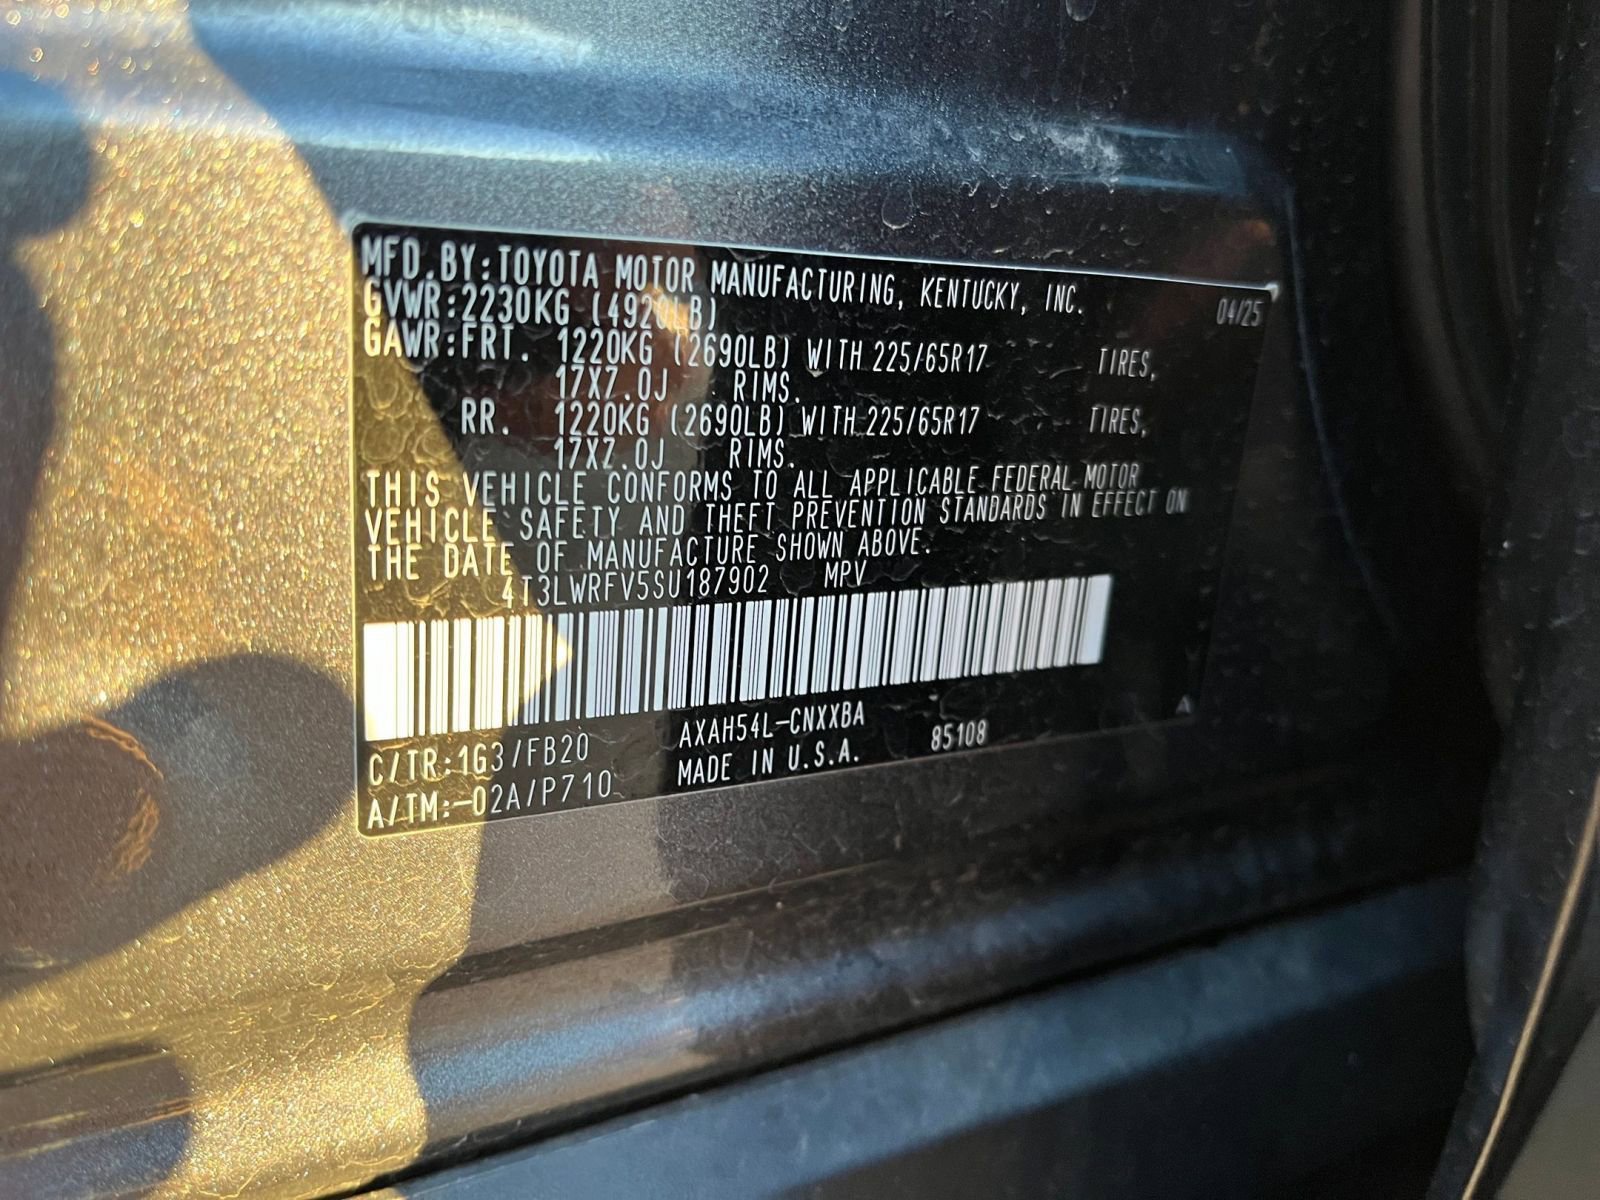 MFD.BY:TOYOTA MOTOR MANUFACTURING, KENTUCKY, INC. 04/25
GVWR:2230KG (4920LB)
GAWR:FRT. 1220KG (2690LB) WITH 225/65R17 TIRES,
17X7.0J RIMS.
RR. 1220KG (2690LB) WITH 225/65R17 TIRES,
17X7.0J RIMS.
THIS VEHICLE CONFORMS TO ALL APPLICABLE FEDERAL MOTOR
VEHICLE SAFETY AND THEFT PREVENTION STANDARDS IN EFFECT ON
THE DATE OF MANUFACTURE SHOWN ABOVE.
4T3LWRFV5SU187902 MPV
C/TR:1G3/FB20 AXAH54L-CNXXBA 85108
A/TM:-02A/P710 MADE IN U.S.A.